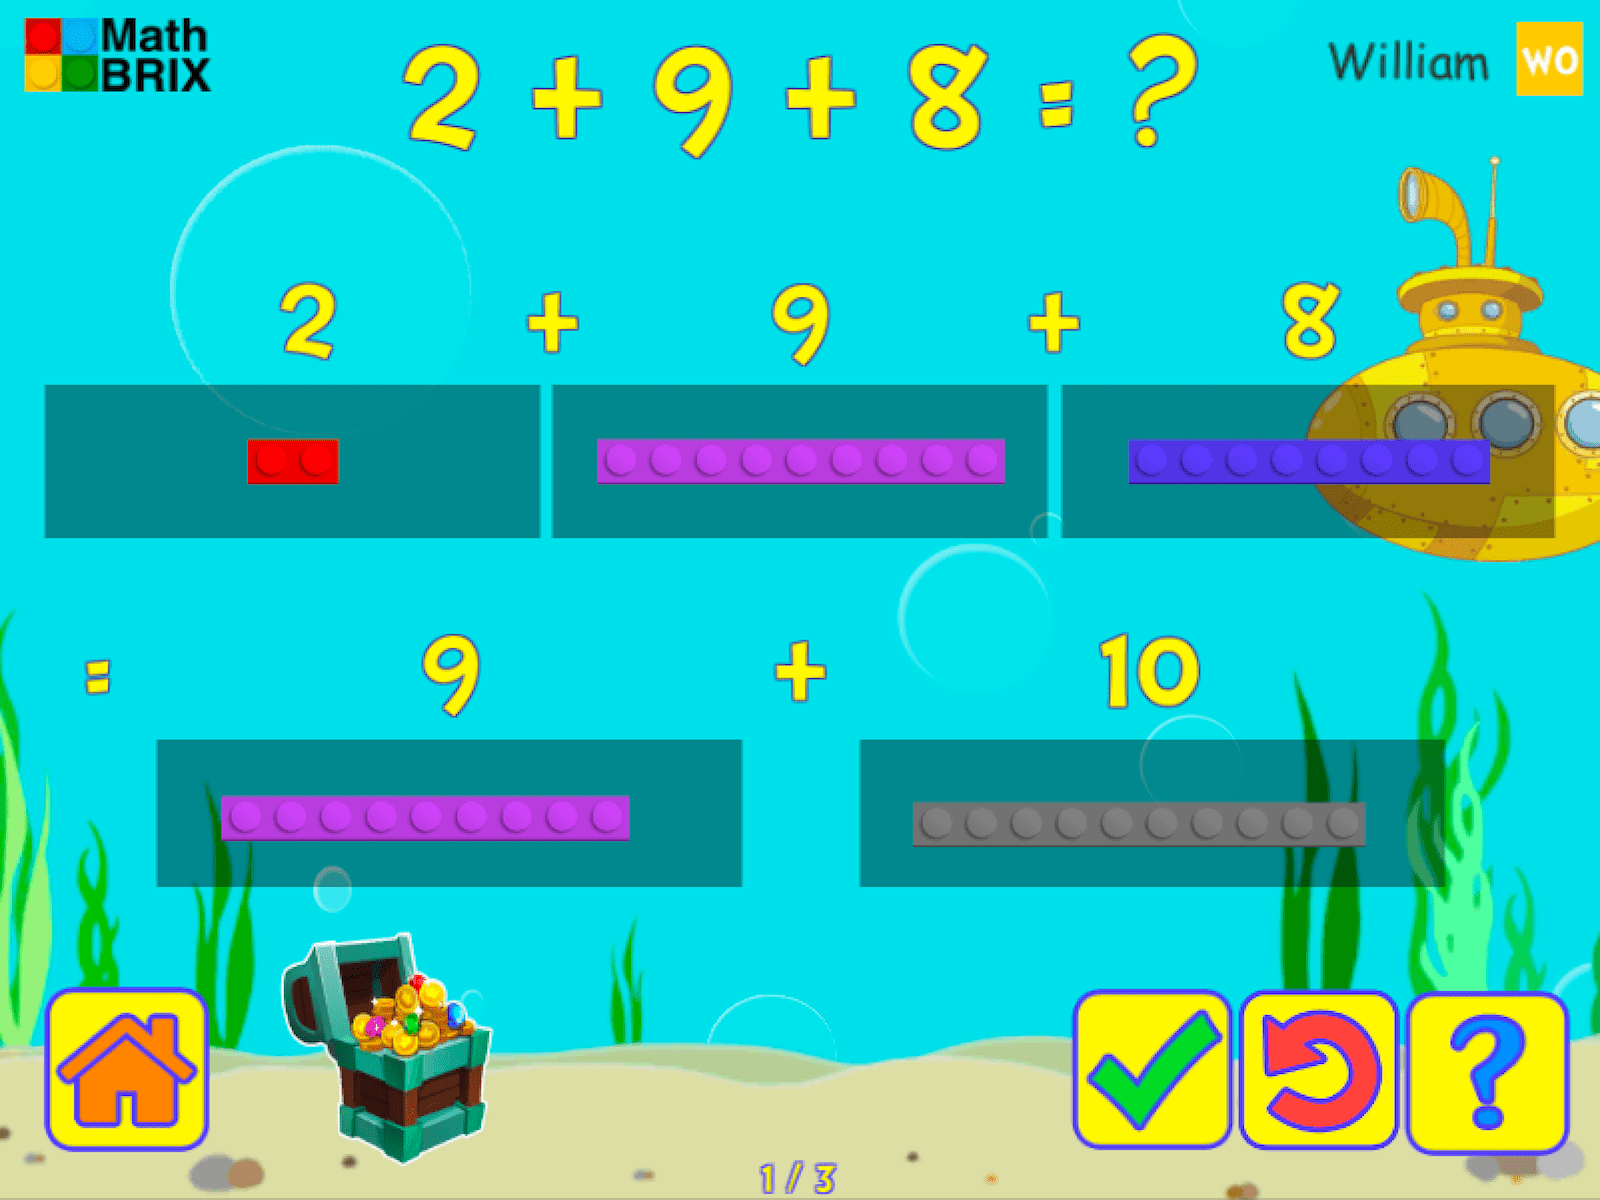 Math
BRIX
2 + 9 + 8 = ?
William
WO
2 + 9 + 8
= 9 + 10
?
1 / 3